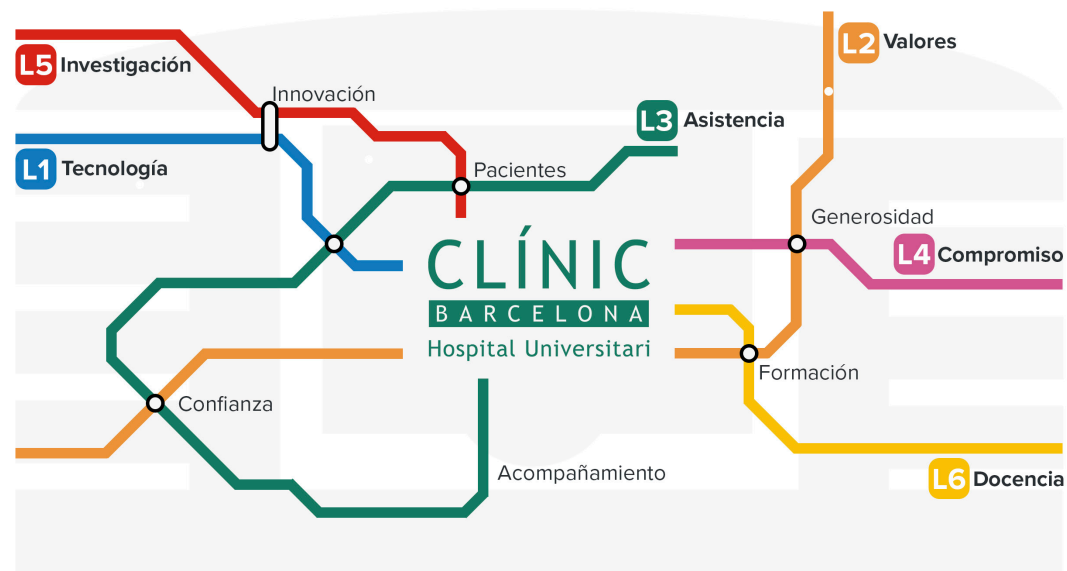 L5 Investigación
Innovación
L1 Tecnología
L3 Asistencia
Pacientes
L2 Valores
Generosidad
L4 Compromiso
CLÍNIC
BARCELONA
Hospital Universitari
Formación
Confianza
Acompañamiento
L6 Docencia